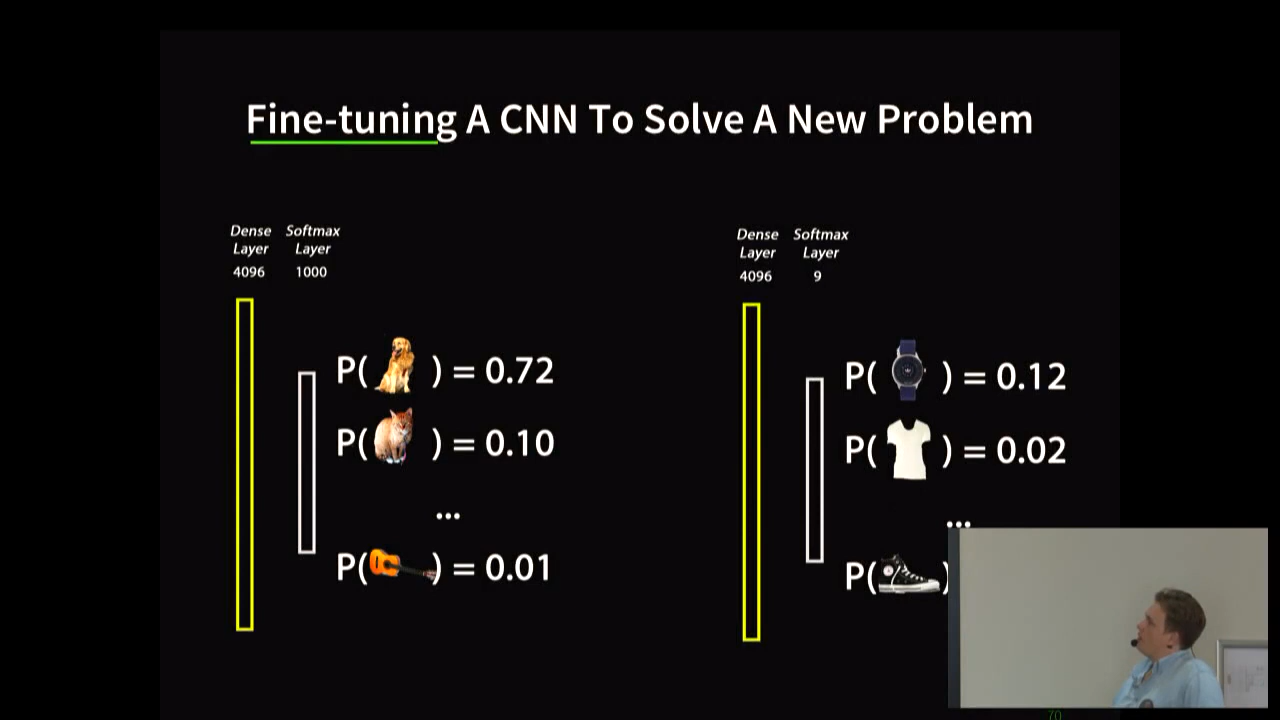 Fine-tuning A CNN To Solve A New Problem
Dense Layer
4096
Softmax Layer
1000
P( ) = 0.72
P( ) = 0.10
...
P( ) = 0.01
Dense Layer
4096
Softmax Layer
9
P( ) = 0.12
P( ) = 0.02
...
P( )
70